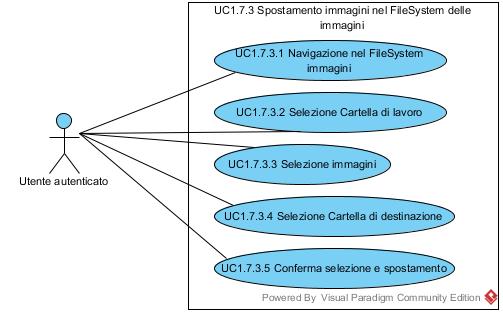 UC1.7.3 Spostamento immagini nel FileSystem delle
immagini
UC1.7.3.1 Navigazione nel FileSystem
immagini
UC1.7.3.2 Selezione Cartella di lavoro
UC1.7.3.3 Selezione immagini
Utente autenticato
UC1.7.3.4 Selezione Cartella di destinazione
UC1.7.3.5 Conferma selezione e spostamento
Powered By Visual Paradigm Community Edition